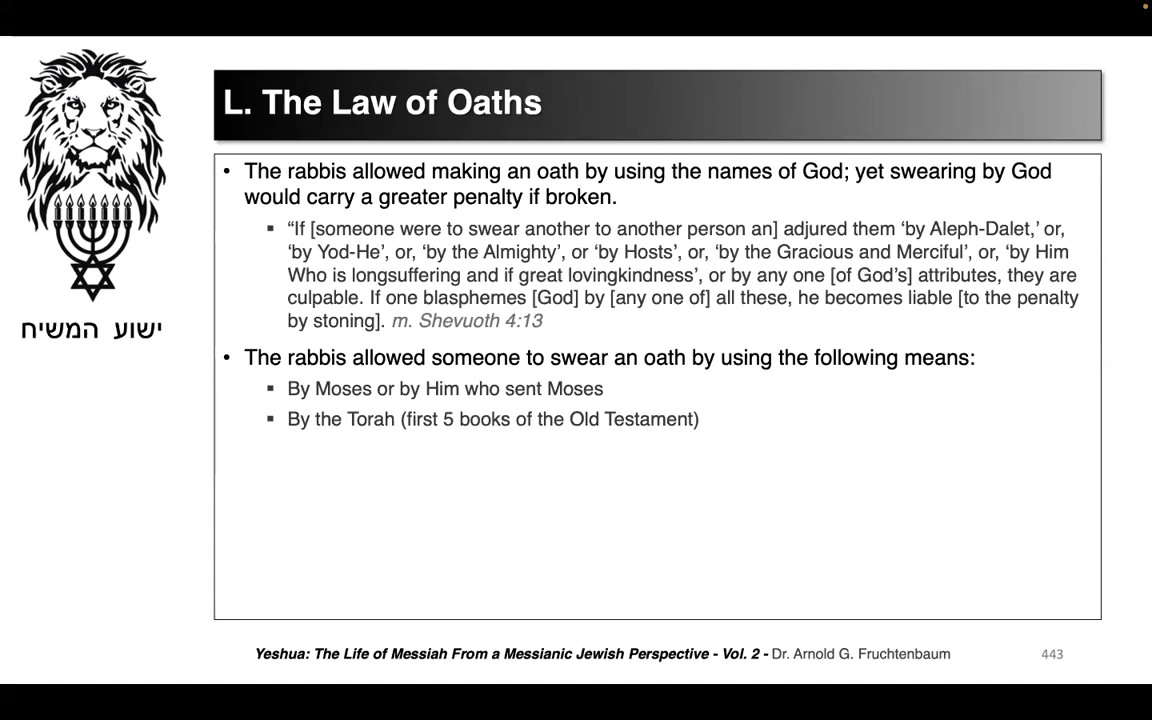 L. The Law of Oaths
• The rabbis allowed making an oath by using the names of God; yet swearing by God
would carry a greater penalty if broken.
▪ “If [someone were to swear another to another person an] adjured them ‘by Aleph-Dalet,’ or,
‘by Yod-He’, or, ‘by the Almighty’, or ‘by Hosts’, or, ‘by the Gracious and Merciful’, or, ‘by Him
Who is longsuffering and if great lovingkindness’, or by any one [of God’s] attributes, they are
culpable. If one blasphemes [God] by [any one of] all these, he becomes liable [to the penalty
by stoning]. m. Shevuoth 4:13
• The rabbis allowed someone to swear an oath by using the following means:
▪ By Moses or by Him who sent Moses
▪ By the Torah (first 5 books of the Old Testament)
ישוע המשיח
Yeshua: The Life of Messiah From a Messianic Jewish Perspective - Vol. 2 - Dr. Arnold G. Fruchtenbaum
443